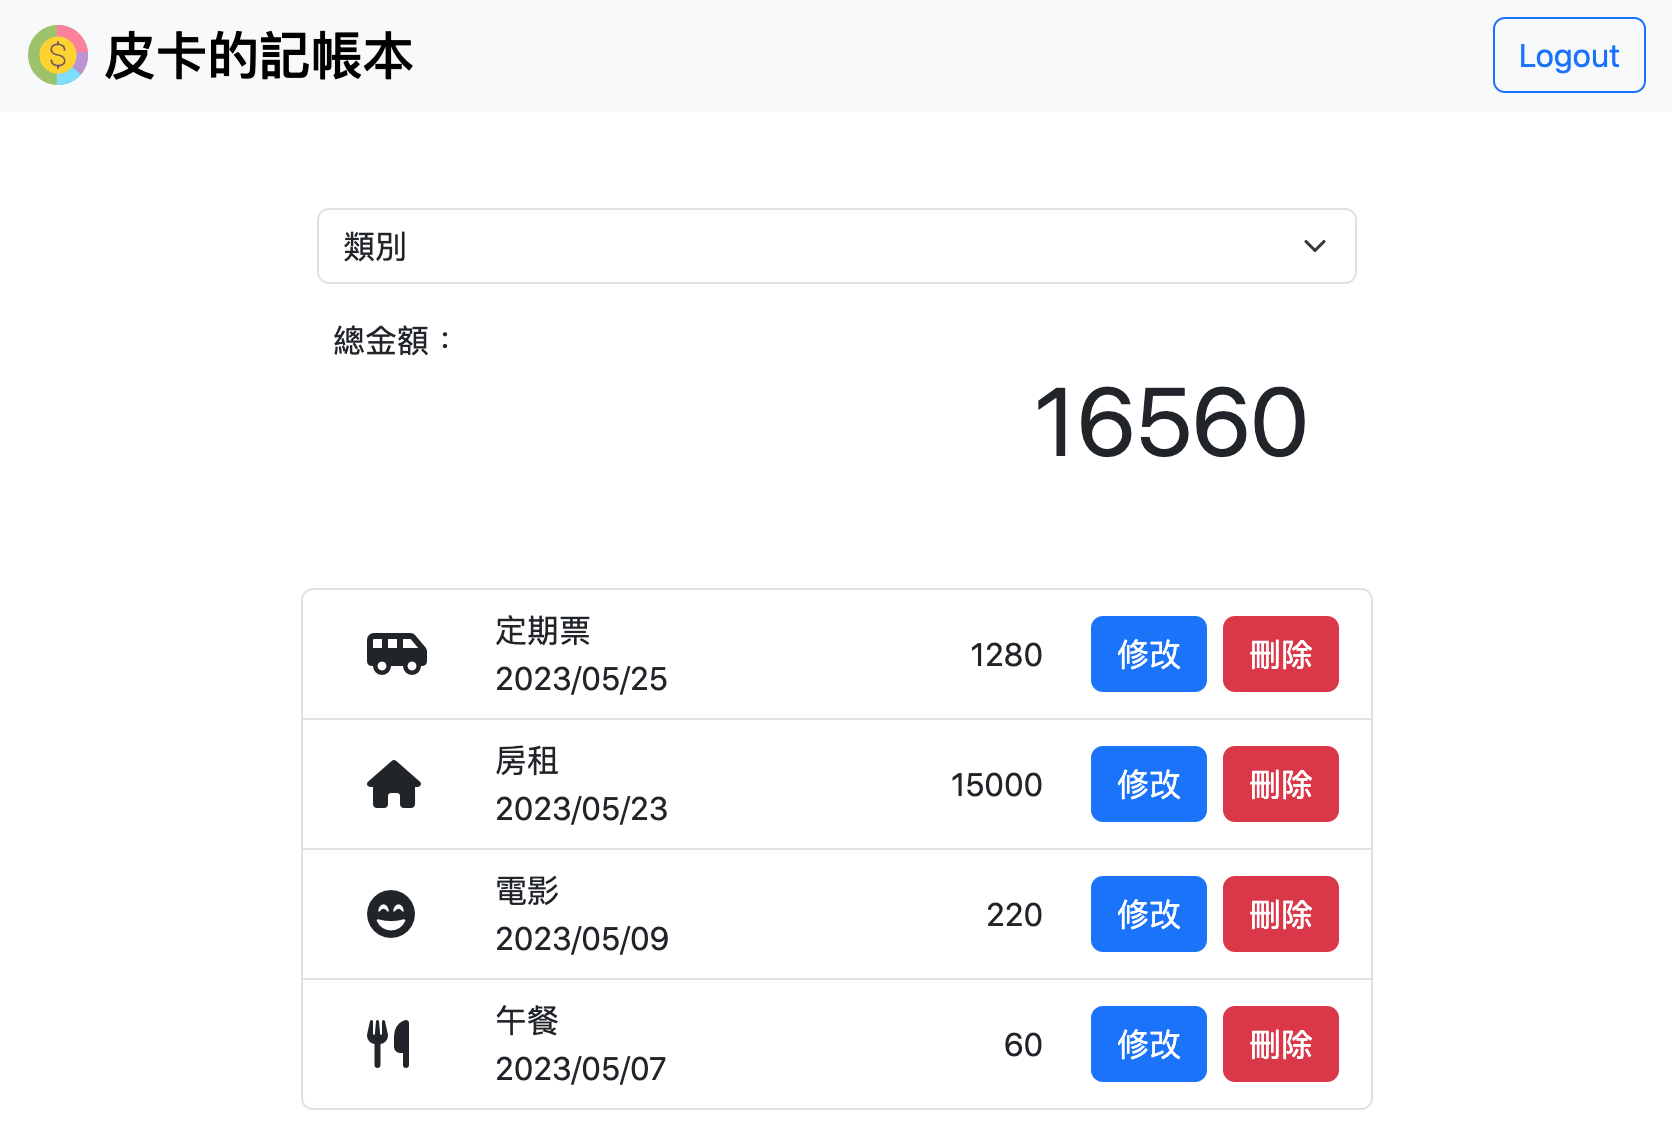 皮卡的記帳本
Logout
類別
總金額：
16560
定期票
2023/05/25
1280
修改
刪除
房租
2023/05/23
15000
修改
刪除
電影
2023/05/09
220
修改
刪除
午餐
2023/05/07
60
修改
刪除